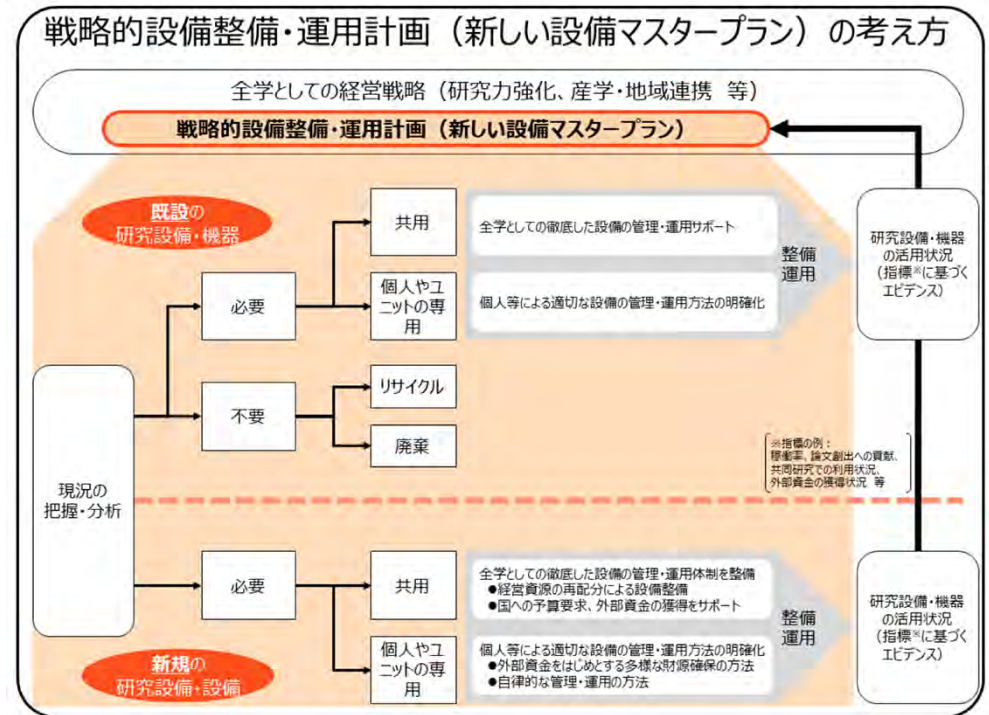 戦略的設備整備・運用計画（新しい設備マスタープラン）の考え方
全学としての経営戦略（研究力強化、産学・地域連携 等）
戦略的設備整備・運用計画（新しい設備マスタープラン）
既設の
研究設備・機器
共用
全学としての徹底した設備の管理・運用サポート
必要
個人やユ
ニットの専
用
個人等による適切な設備の管理・運用方法の明確化
整備
運用
研究設備・機器
の活用状況
（指標※に基づく
エビデンス）
不要
リサイクル
廃棄
※指標の例：
稼働率、論文創出への貢献、
共同研究での利用状況、
外部資金の獲得状況 等
現況の
把握・分析
必要
共用
全学としての徹底した設備の管理・運用体制を整備
●経営資源の再配分による設備整備
●国への予算要求、外部資金の獲得をサポート
個人やユ
ニットの専
用
個人等による適切な設備の管理・運用方法の明確化
●外部資金をはじめとする多様な財源確保の方法
●自律的な管理・運用の方法
整備
運用
研究設備・機器
の活用状況
（指標※に基づく
エビデンス）
新規の
研究設備・設備